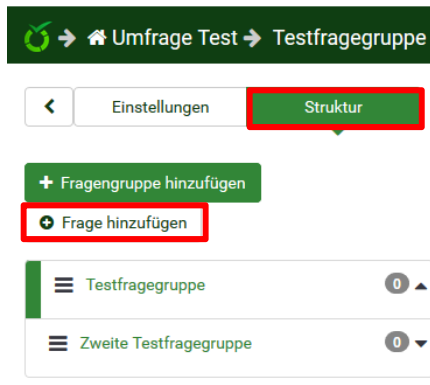 Umfrage Test Testfragegruppe
Einstellungen Struktur
Fragengruppe hinzufügen
Frage hinzufügen
Testfragegruppe 0
Zweite Testfragegruppe 0